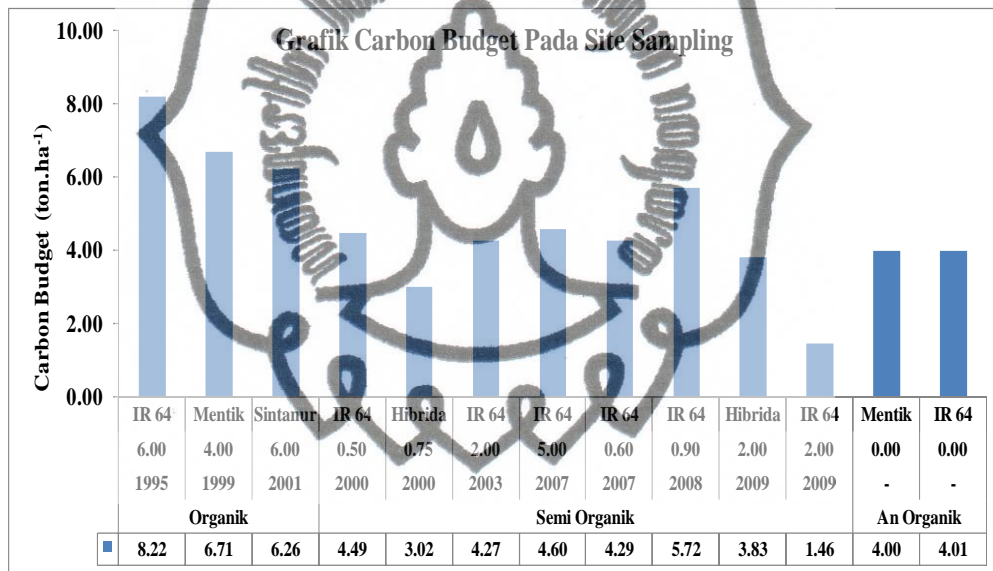 Grafik Carbon Budget Pada Site Sampling
Carbon Budget (ton.ha⁻¹)
10.00
8.00
6.00
4.00
2.00
0.00
IR 64 Mentik Sintanur IR 64 Hibrida IR 64 IR 64 IR 64 IR 64 Hibrida IR 64 Mentik IR 64
6.00 4.00 6.00 0.50 0.75 2.00 5.00 0.60 0.90 2.00 2.00 0.00 0.00
1995 1999 2001 2000 2000 2003 2007 2007 2008 2009 2009 - -
Organik Semi Organik An Organik
8.22 6.71 6.26 4.49 3.02 4.27 4.60 4.29 5.72 3.83 1.46 4.00 4.01